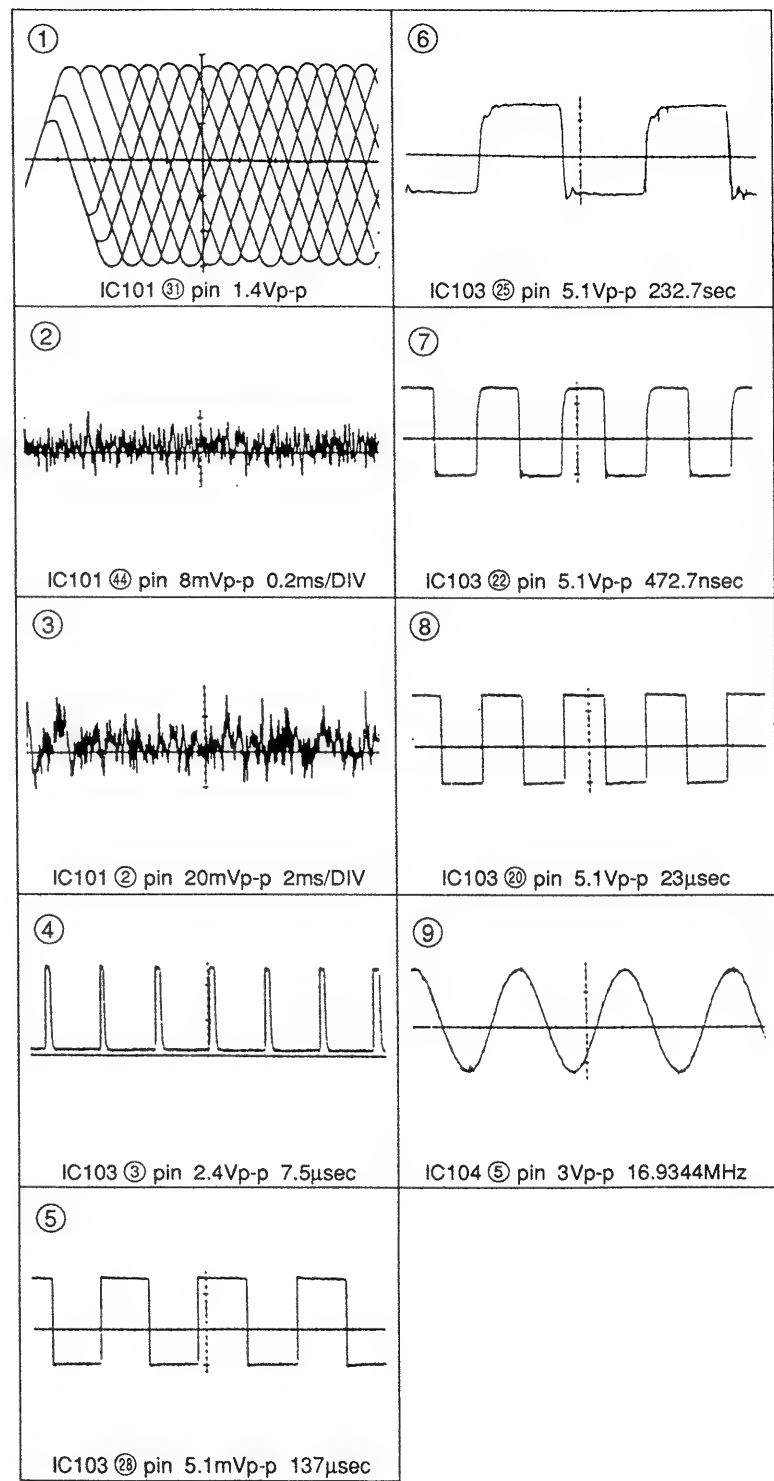 ①
IC101 ㉛ pin 1.4Vp-p
②
IC101 ㊹ pin 8mVp-p 0.2ms/DIV
③
IC101 ② pin 20mVp-p 2ms/DIV
④
IC103 ③ pin 2.4Vp-p 7.5μsec
⑤
IC103 ㉘ pin 5.1mVp-p 137μsec
⑥
IC103 ㉕ pin 5.1Vp-p 232.7sec
⑦
IC103 ㉒ pin 5.1Vp-p 472.7nsec
⑧
IC103 ⑳ pin 5.1Vp-p 23μsec
⑨
IC104 ⑤ pin 3Vp-p 16.9344MHz